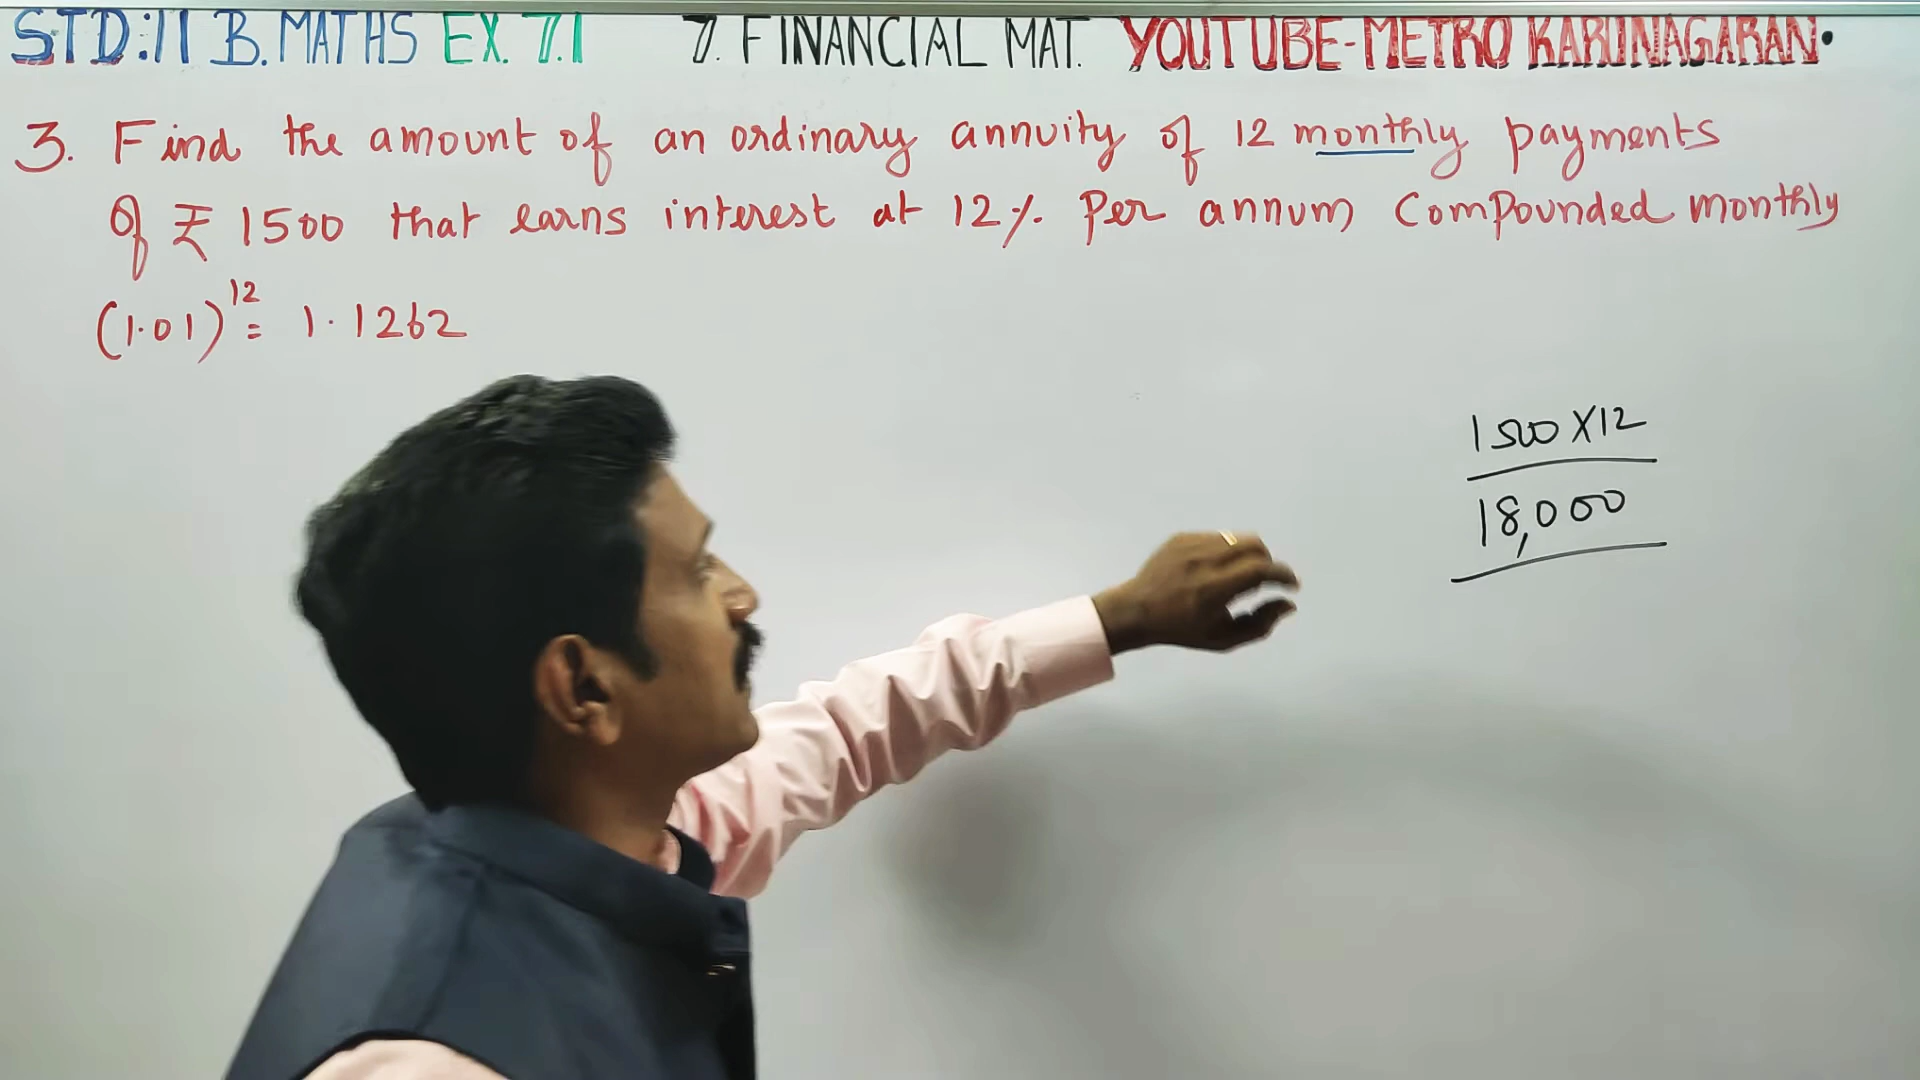 STD:11 B.MATHS EX. 7.1 7. FINANCIAL MAT. YOUTUBE-METRO KARUNAGARAN.
3. Find the amount of an ordinary annuity of 12 monthly payments
of ₹ 1500 that earns interest at 12%. Per annum Compounded monthly
(1.01)¹² = 1.1262
1500 X 12
18,000